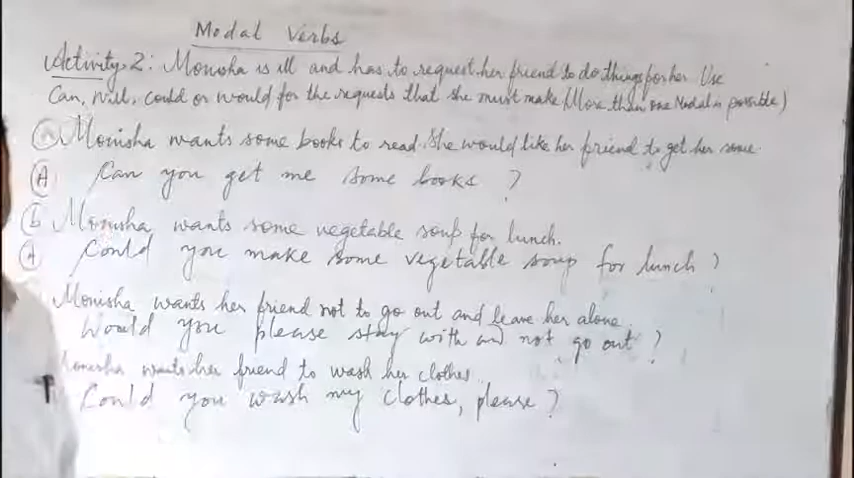 Modal Verbs
Activity 2: Monisha is ill and has to request her friend to do things for her Use
Can, Will, Could or would for the requests that she must make (More than one Modal is possible)
a Monisha wants some books to read. She would like her friend to get her some.
A Can you get me some books ?
b Monisha wants some vegetable soup for lunch.
A Could you make some vegetable soup for lunch ?
Monisha wants her friend not to go out and leave her alone
Would you please stay with and not go out ?
wants her friend to wash her clothes.
Could you wash my clothes, please ?